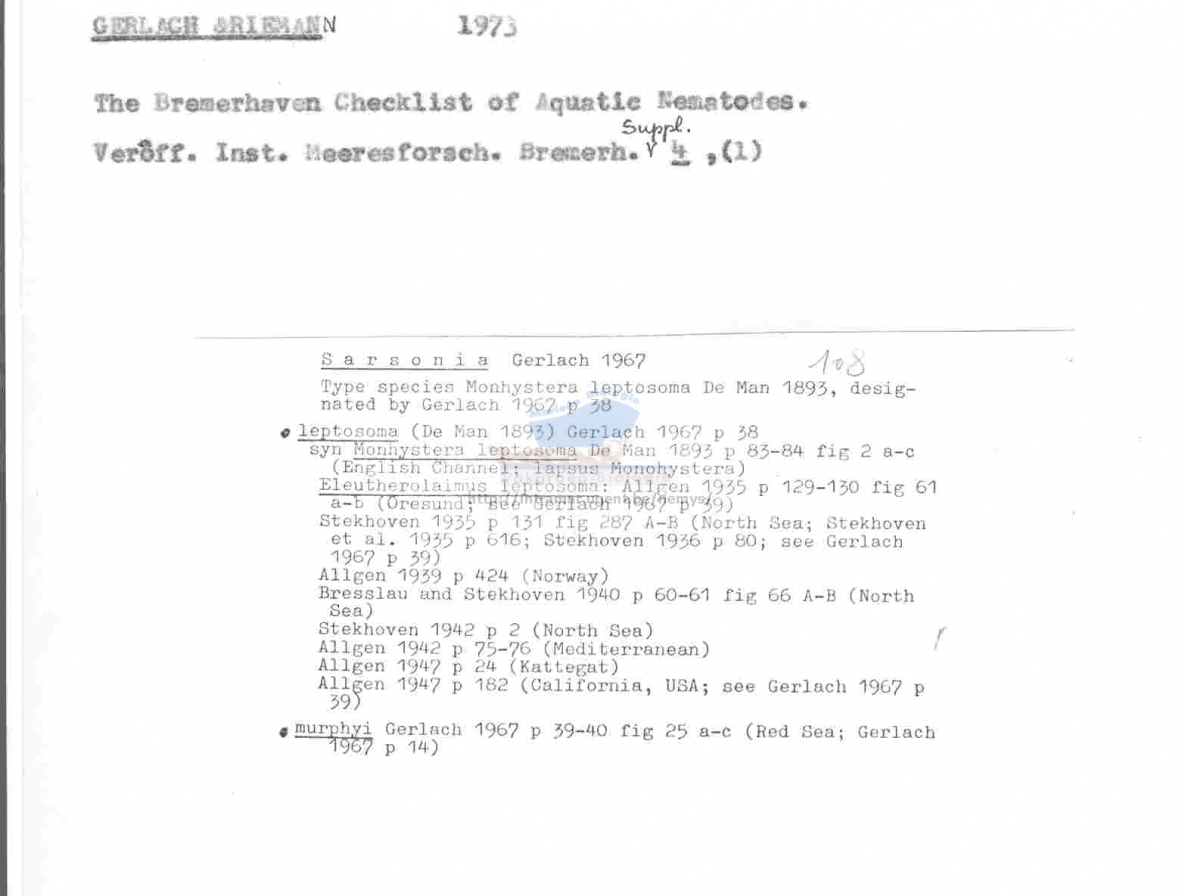 GERLACH &RIEMANN 1973
The Bremerhaven Checklist of Aquatic Nematodes.
Suppl.
Veröff. Inst. Meeresforsch. Bremerh. 4 ,(1)
Sarsonia Gerlach 1967 108
Type species Monhystera leptosoma De Man 1893, desig-
nated by Gerlach 1967 p 38
leptosoma (De Man 1893) Gerlach 1967 p 38
syn Monhystera leptosoma De Man 1893 p 83-84 fig 2 a-c
(English Channel; lapsus Monohystera)
Eleutherolaimus leptosoma: Allgen 1935 p 129-130 fig 61
a-b (Oresund; see Gerlach 1967 p 39)
Stekhoven 1935 p 131 fig 287 A-B (North Sea; Stekhoven
et al. 1935 p 616; Stekhoven 1936 p 80; see Gerlach
1967 p 39)
Allgen 1939 p 424 (Norway)
Bresslau and Stekhoven 1940 p 60-61 fig 66 A-B (North
Sea)
Stekhoven 1942 p 2 (North Sea)
Allgen 1942 p 75-76 (Mediterranean)
Allgen 1947 p 24 (Kattegat)
Allgen 1947 p 182 (California, USA; see Gerlach 1967 p
39)
murphyi Gerlach 1967 p 39-40 fig 25 a-c (Red Sea; Gerlach
1967 p 14)